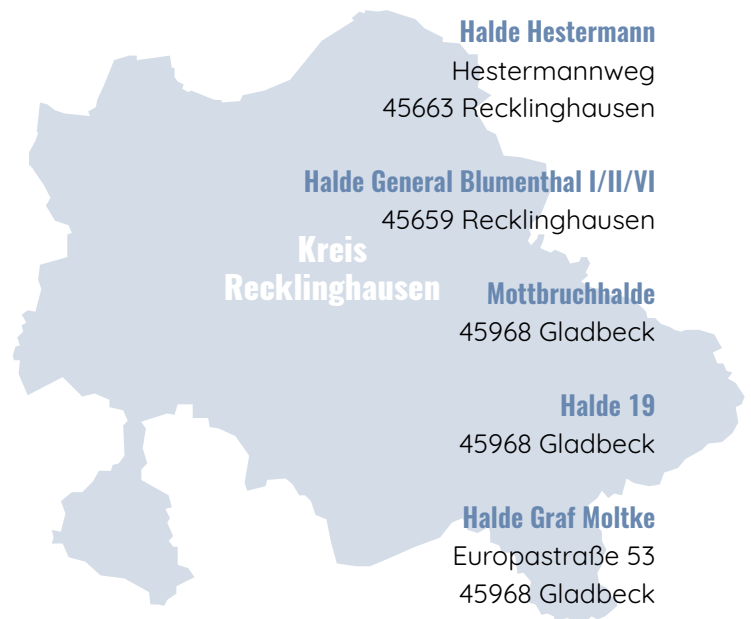 Halde Hestermann
Hestermannweg
45663 Recklinghausen
Halde General Blumenthal I/II/VI
45659 Recklinghausen
Kreis
Recklinghausen
Mottbruchhalde
45968 Gladbeck
Halde 19
45968 Gladbeck
Halde Graf Moltke
Europastraße 53
45968 Gladbeck